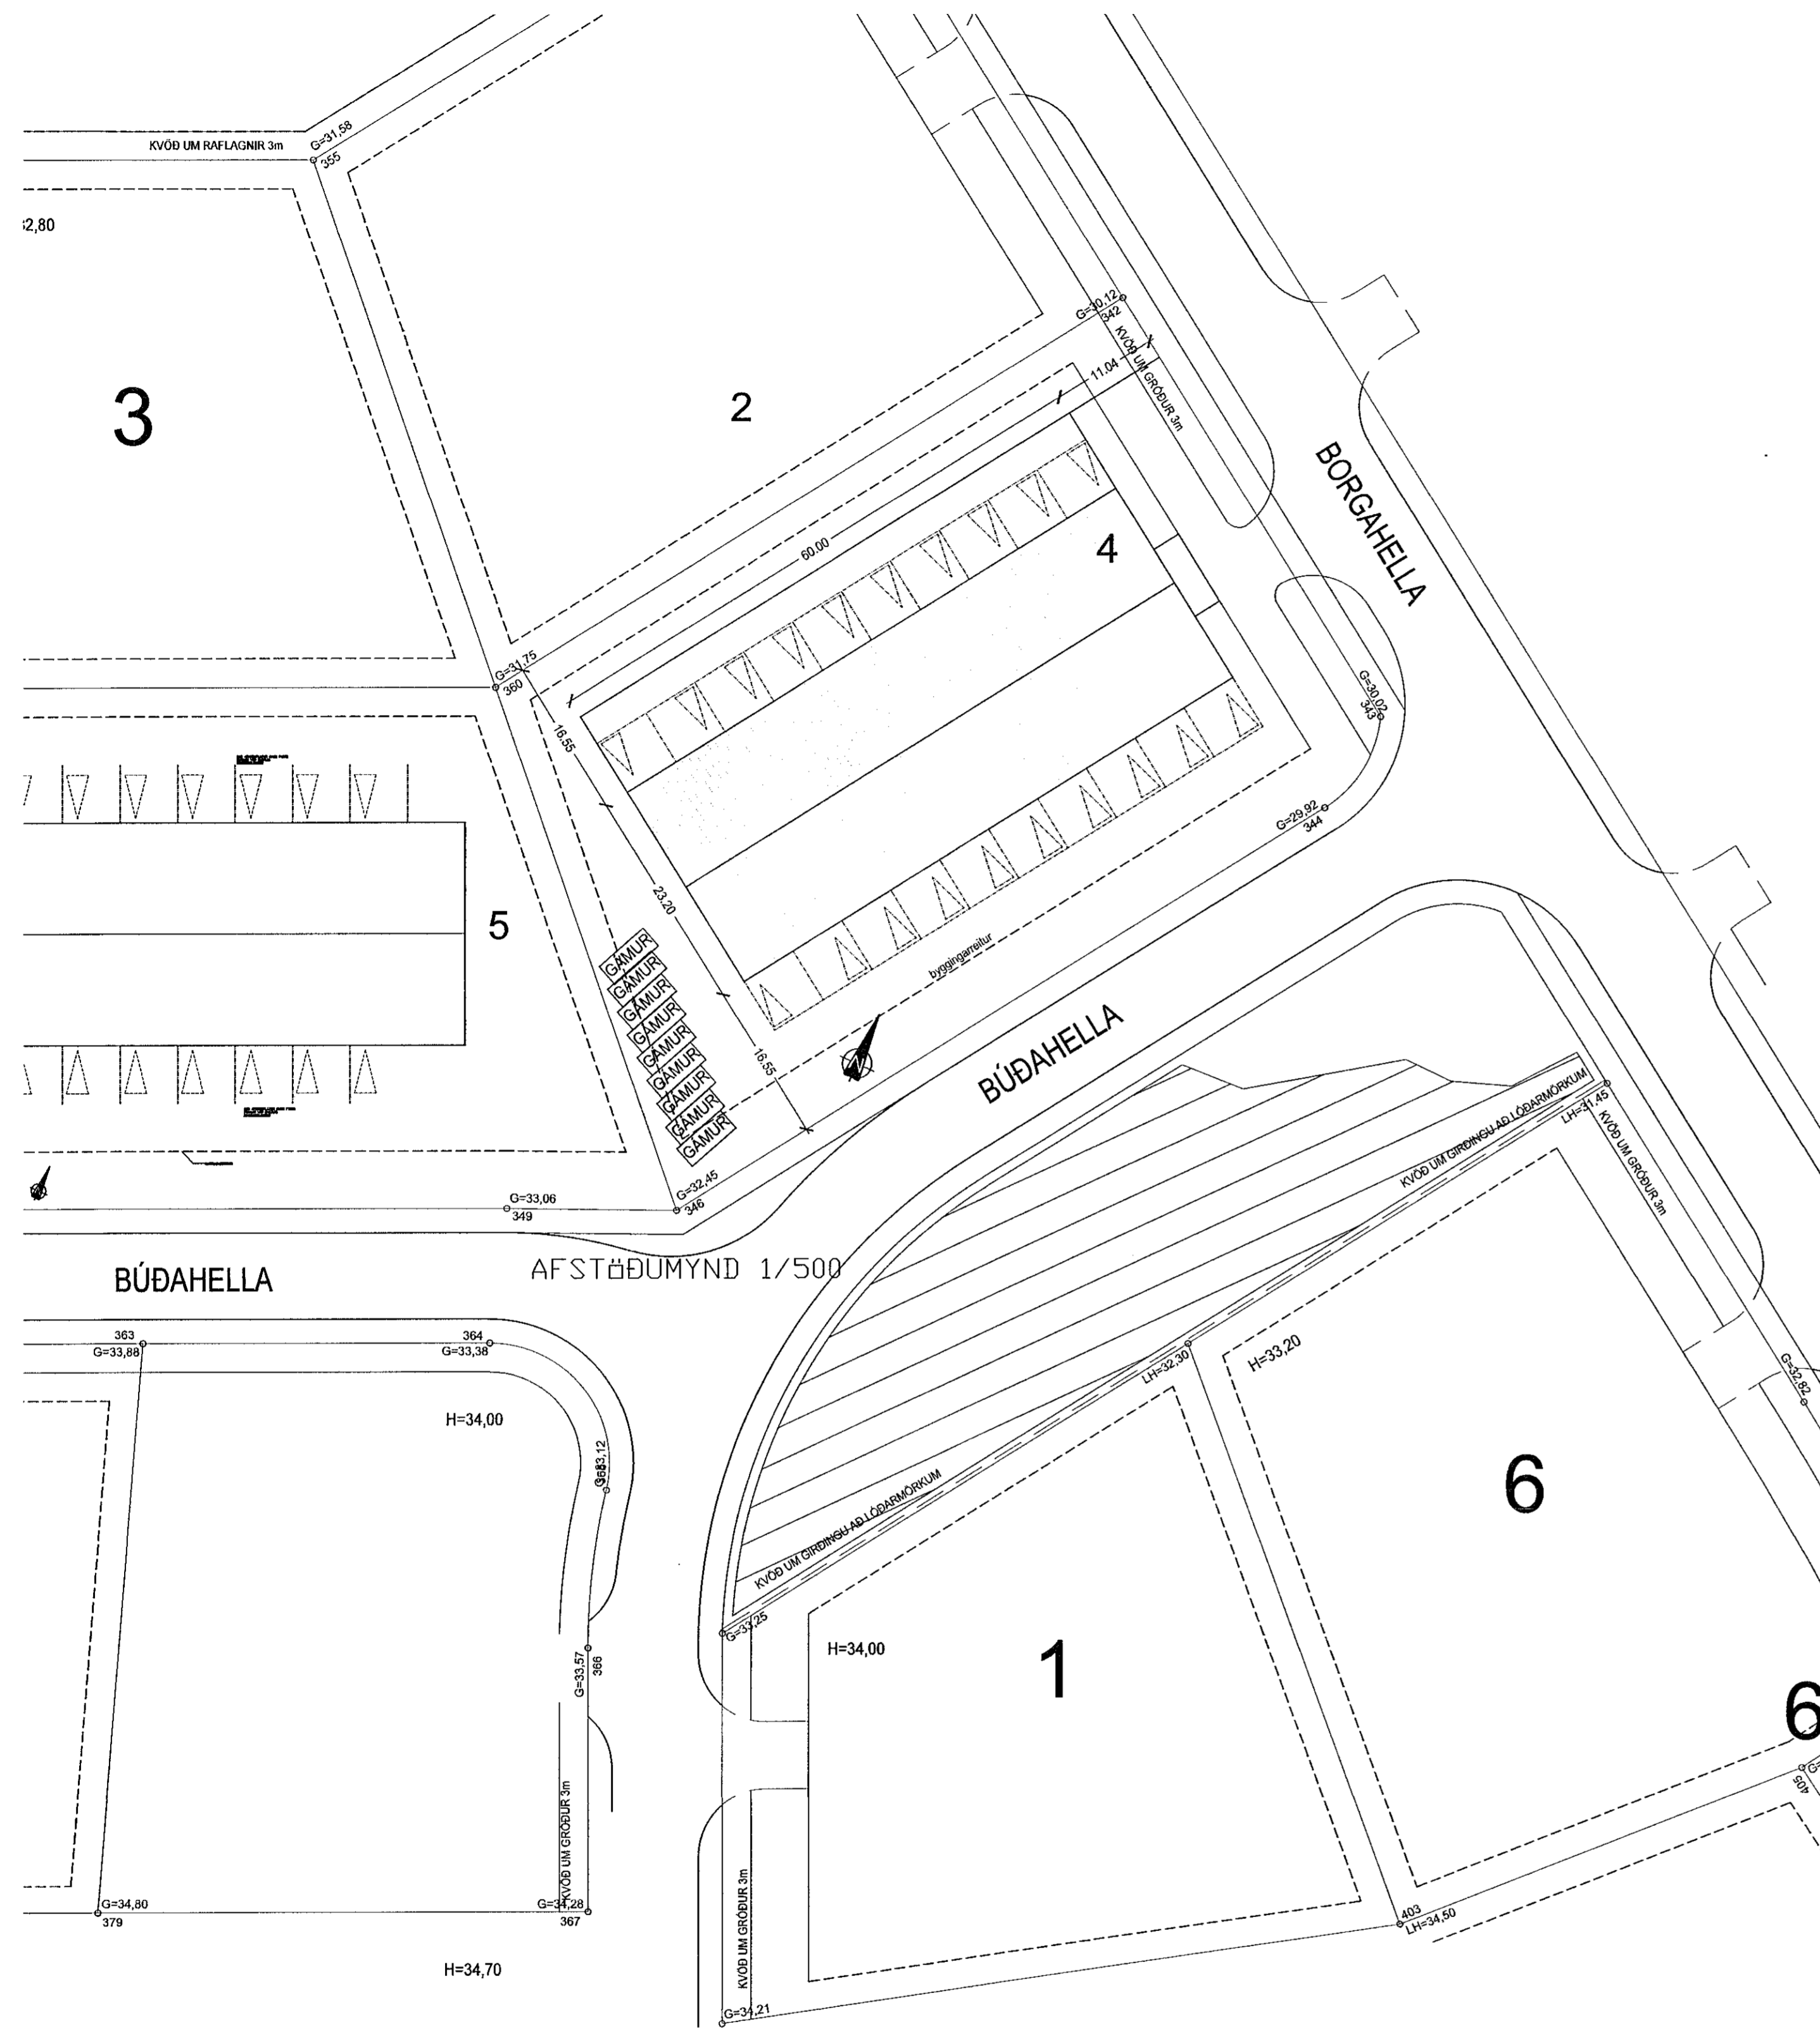 KVÖÐ UM RAFLAGNIR 3m
G=31,58
355
32,80
3
2
G=30,12
342
KVÖÐ UM GRÓÐUR 3m
11.04
60.00
4
BORGAHELLA
G=31,75
360
16.55
23.20
16.55
G=30,02
343
G=29,92
344
byggingarreitur
5
GÁMUR
GÁMUR
GÁMUR
GÁMUR
GÁMUR
GÁMUR
GÁMUR
GÁMUR
GÁMUR
BÚÐAHELLA
G=32,45
346
G=33,06
349
KVÖÐ UM GIRÐINGU AÐ LÓÐARMÖRKUM
LH=31,45
KVÖÐ UM GRÓÐUR 3m
BÚÐAHELLA
AFSTöÐUMYND 1/500
363
G=33,88
364
G=33,38
LH=32,30
H=33,20
G=32,82
H=34,00
G=33,12
6
KVÖÐ UM GIRÐINGU AÐ LÓÐARMÖRKUM
G=33,25
H=34,00
1
G=33,57
366
6
KVÖÐ UM GRÓÐUR 3m
405
G=34,80
379
G=34,28
367
KVÖÐ UM GRÓÐUR 3m
403
LH=34,50
H=34,70
G=34,21